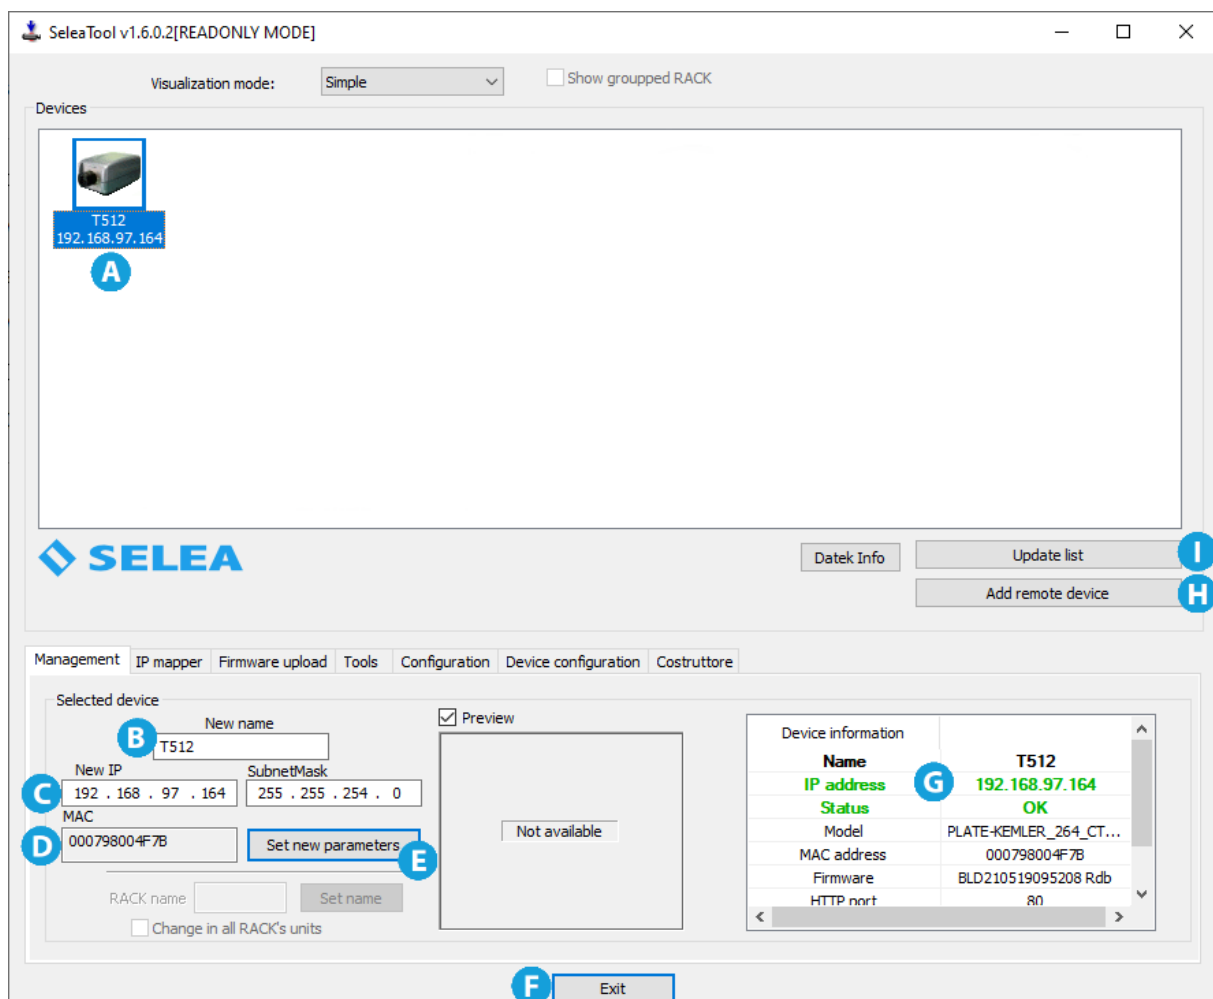 SeleaTool v1.6.0.2[READONLY MODE]
Visualization mode: Simple Show groupped RACK
Devices
T512
192.168.97.164
A
SELEA
Datek Info Update list I
Add remote device H
Management IP mapper Firmware upload Tools Configuration Device configuration Costruttore
Selected device
New name
B T512
New IP SubnetMask
C 192 . 168 . 97 . 164 255 . 255 . 254 . 0
MAC
D 000798004F7B Set new parameters E
RACK name Set name
Change in all RACK's units
Preview
Not available
Device information
Name T512
IP address G 192.168.97.164
Status OK
Model PLATE-KEMLER_264_CT...
MAC address 000798004F7B
Firmware BLD210519095208 Rdb
HTTP port 80
F Exit